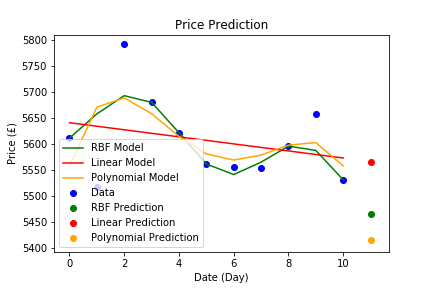 Price Prediction
5800
5750
5700
5650
5600
5550
5500
5450
5400
Price (£)
RBF Model
Linear Model
Polynomial Model
Data
RBF Prediction
Linear Prediction
Polynomial Prediction
0 2 4 6 8 10
Date (Day)